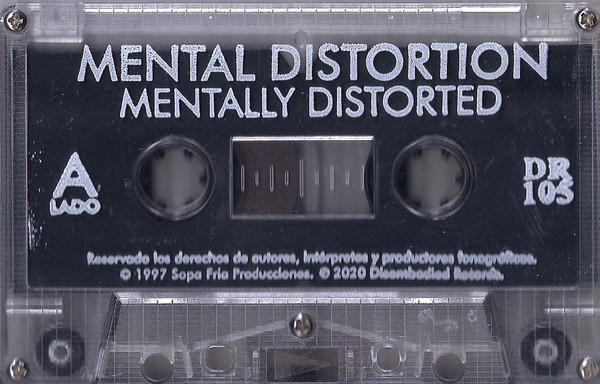 MENTAL DISTORTION
MENTALLY DISTORTED
A
LADO
DR
105
Reservado los derechos de autores, intérpretes y productores fonográficos.
© 1997 Sopa Fria Producciones. © 2020 Disembodied Records.